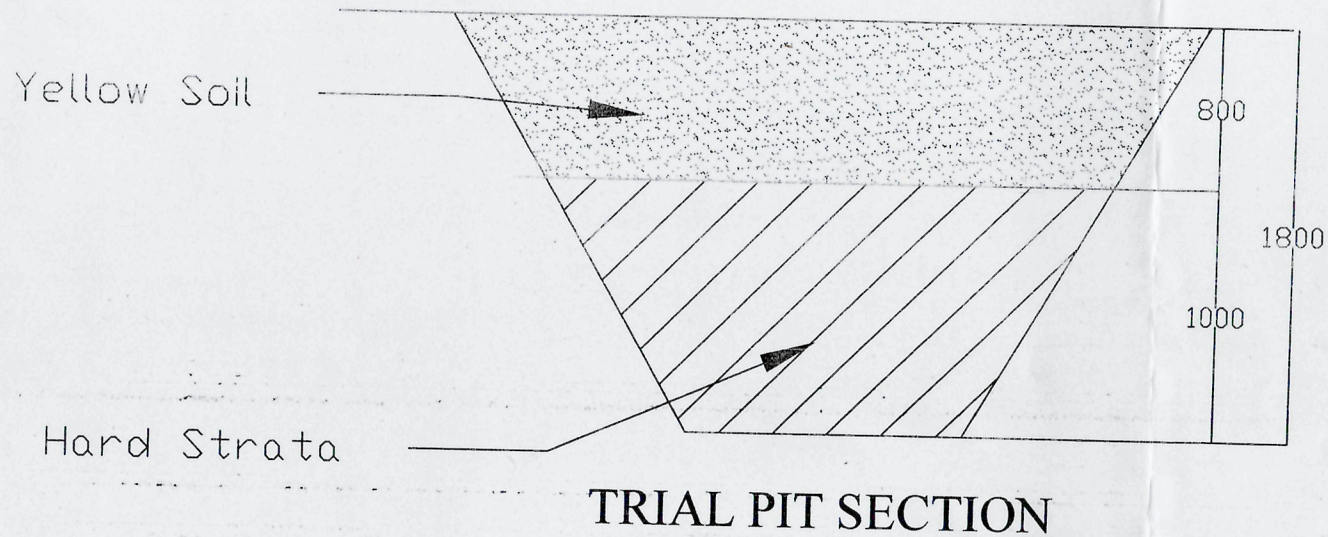 Yellow Soil
800
1800
1000
Hard Strata
TRIAL PIT SECTION